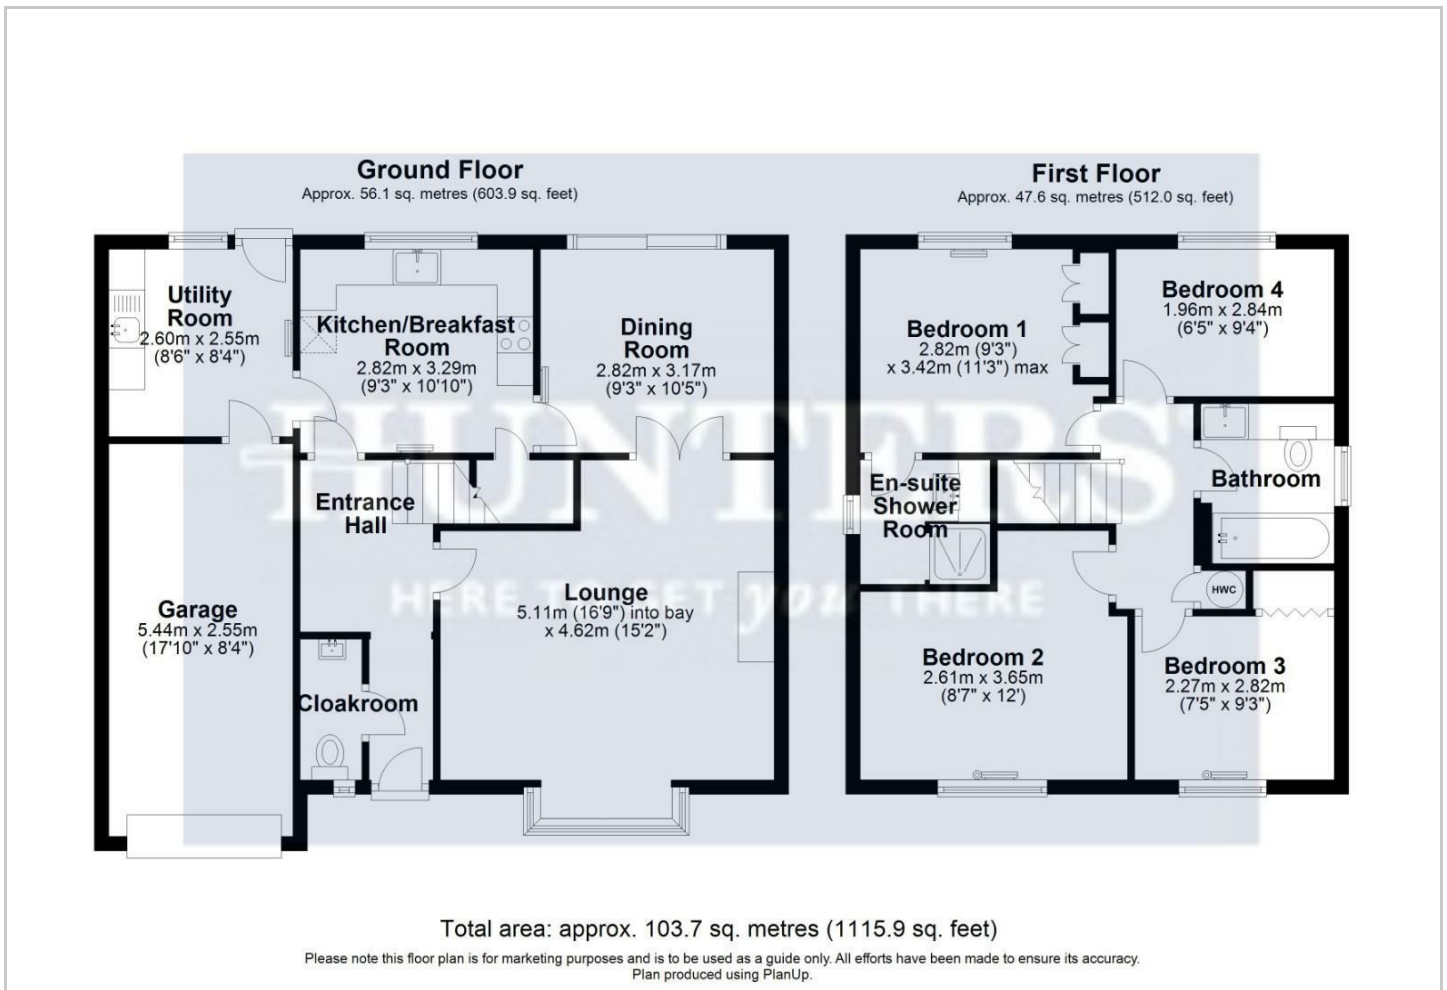 Ground Floor
Approx. 56.1 sq. metres (603.9 sq. feet)
First Floor
Approx. 47.6 sq. metres (512.0 sq. feet)
Utility
Room
2.60m x 2.55m
(8'6" x 8'4")
Kitchen/Breakfast
Room
2.82m x 3.29m
(9'3" x 10'10")
Dining
Room
2.82m x 3.17m
(9'3" x 10'5")
Bedroom 1
2.82m (9'3")
x 3.42m (11'3") max
Bedroom 4
1.96m x 2.84m
(6'5" x 9'4")
HUNTERS
HERE TO GET you THERE
Entrance
Hall
En-suite
Shower
Room
Bathroom
HWC
Garage
5.44m x 2.55m
(17'10" x 8'4")
Lounge
5.11m (16'9") into bay
x 4.62m (15'2")
Cloakroom
Bedroom 2
2.61m x 3.65m
(8'7" x 12')
Bedroom 3
2.27m x 2.82m
(7'5" x 9'3")
Total area: approx. 103.7 sq. metres (1115.9 sq. feet)
Please note this floor plan is for marketing purposes and is to be used as a guide only. All efforts have been made to ensure its accuracy.
Plan produced using PlanUp.